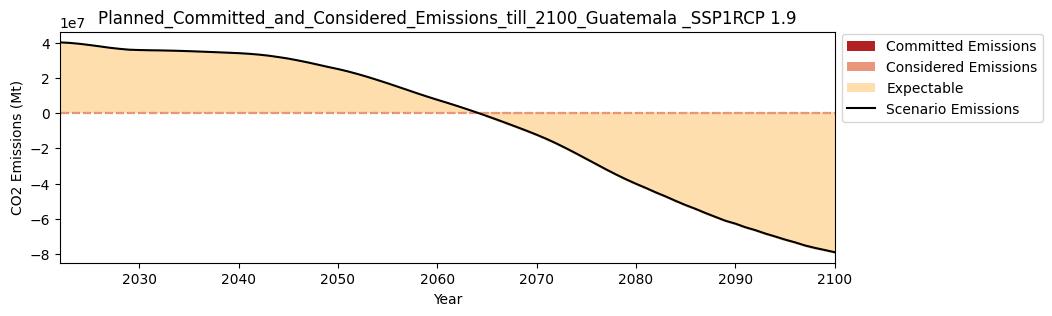 Planned_Committed_and_Considered_Emissions_till_2100_Guatemala _SSP1RCP 1.9
1e7
4
2
0
−2
−4
−6
−8
CO2 Emissions (Mt)
2030 2040 2050 2060 2070 2080 2090 2100
Year
Committed Emissions
Considered Emissions
Expectable
Scenario Emissions